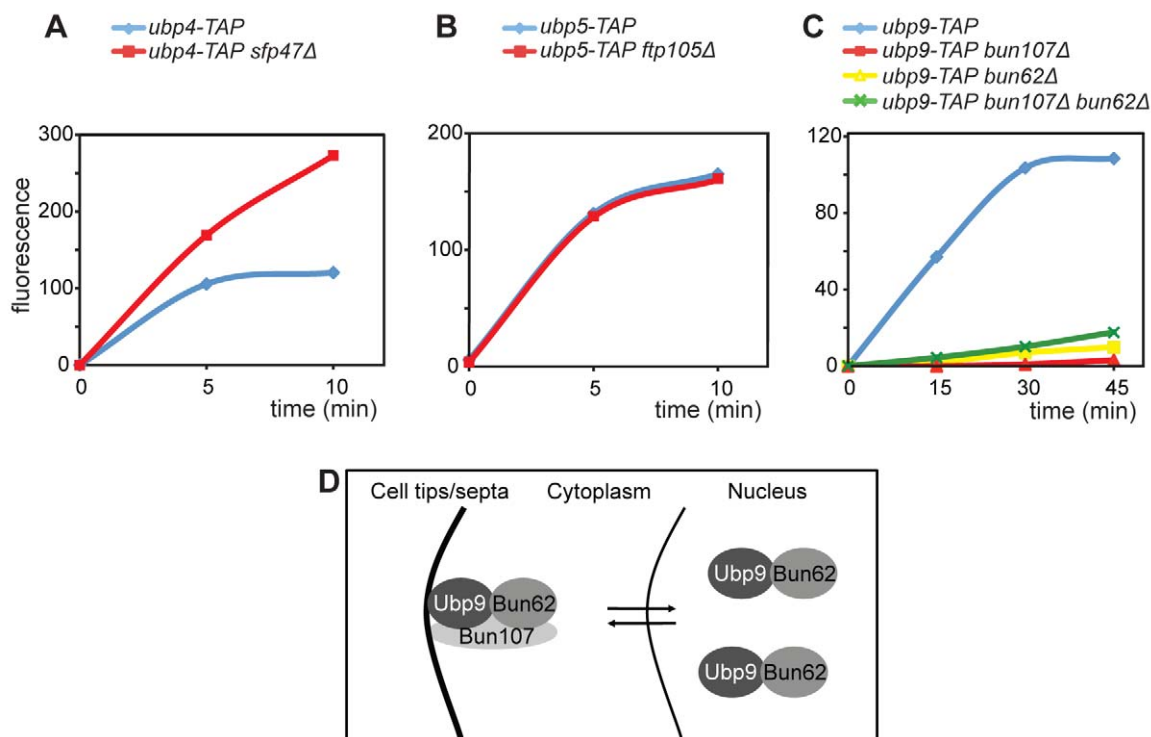 A
ubp4-TAP
ubp4-TAP sfp47Δ
300
200
100
0
fluorescence
0
5
10
time (min)
B
ubp5-TAP
ubp5-TAP ftp105Δ
200
100
0
0
5
10
time (min)
C
ubp9-TAP
ubp9-TAP bun107Δ
ubp9-TAP bun62Δ
ubp9-TAP bun107Δ bun62Δ
120
80
40
0
0
15
30
45
time (min)
D
Cell tips/septa
Cytoplasm
Nucleus
Ubp9
Bun62
Bun107
Ubp9
Bun62
Ubp9
Bun62